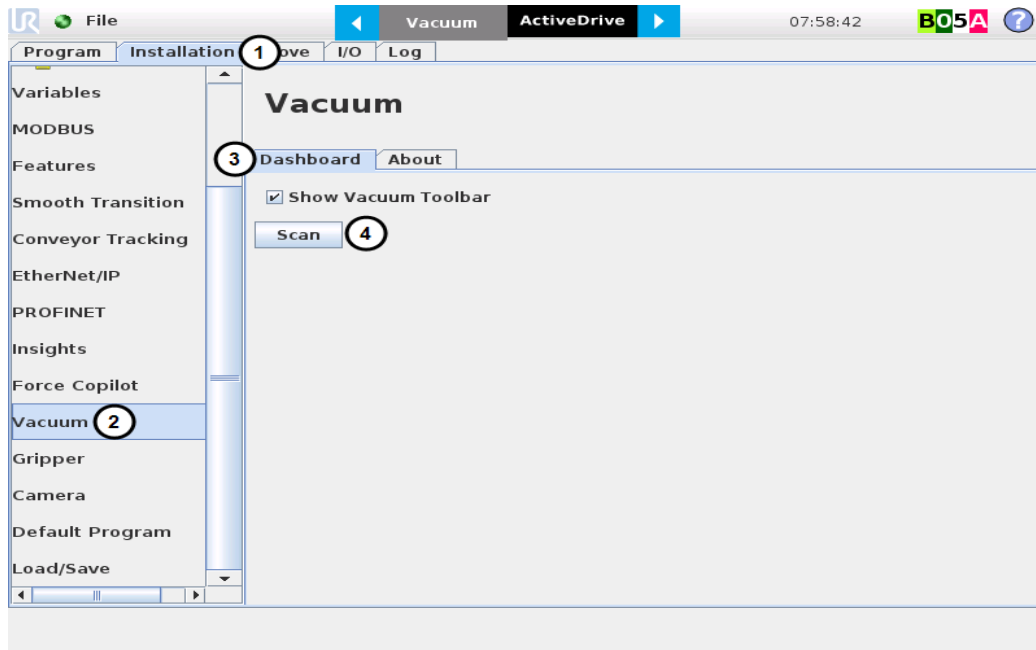 UR File Vacuum ActiveDrive 07:58:42 B05A ?
Program Installation 1 ove I/O Log
Variables
MODBUS
Features
Smooth Transition
Conveyor Tracking
EtherNet/IP
PROFINET
Insights
Force Copilot
Vacuum 2
Gripper
Camera
Default Program
Load/Save
Vacuum
3 Dashboard About
Show Vacuum Toolbar
Scan 4